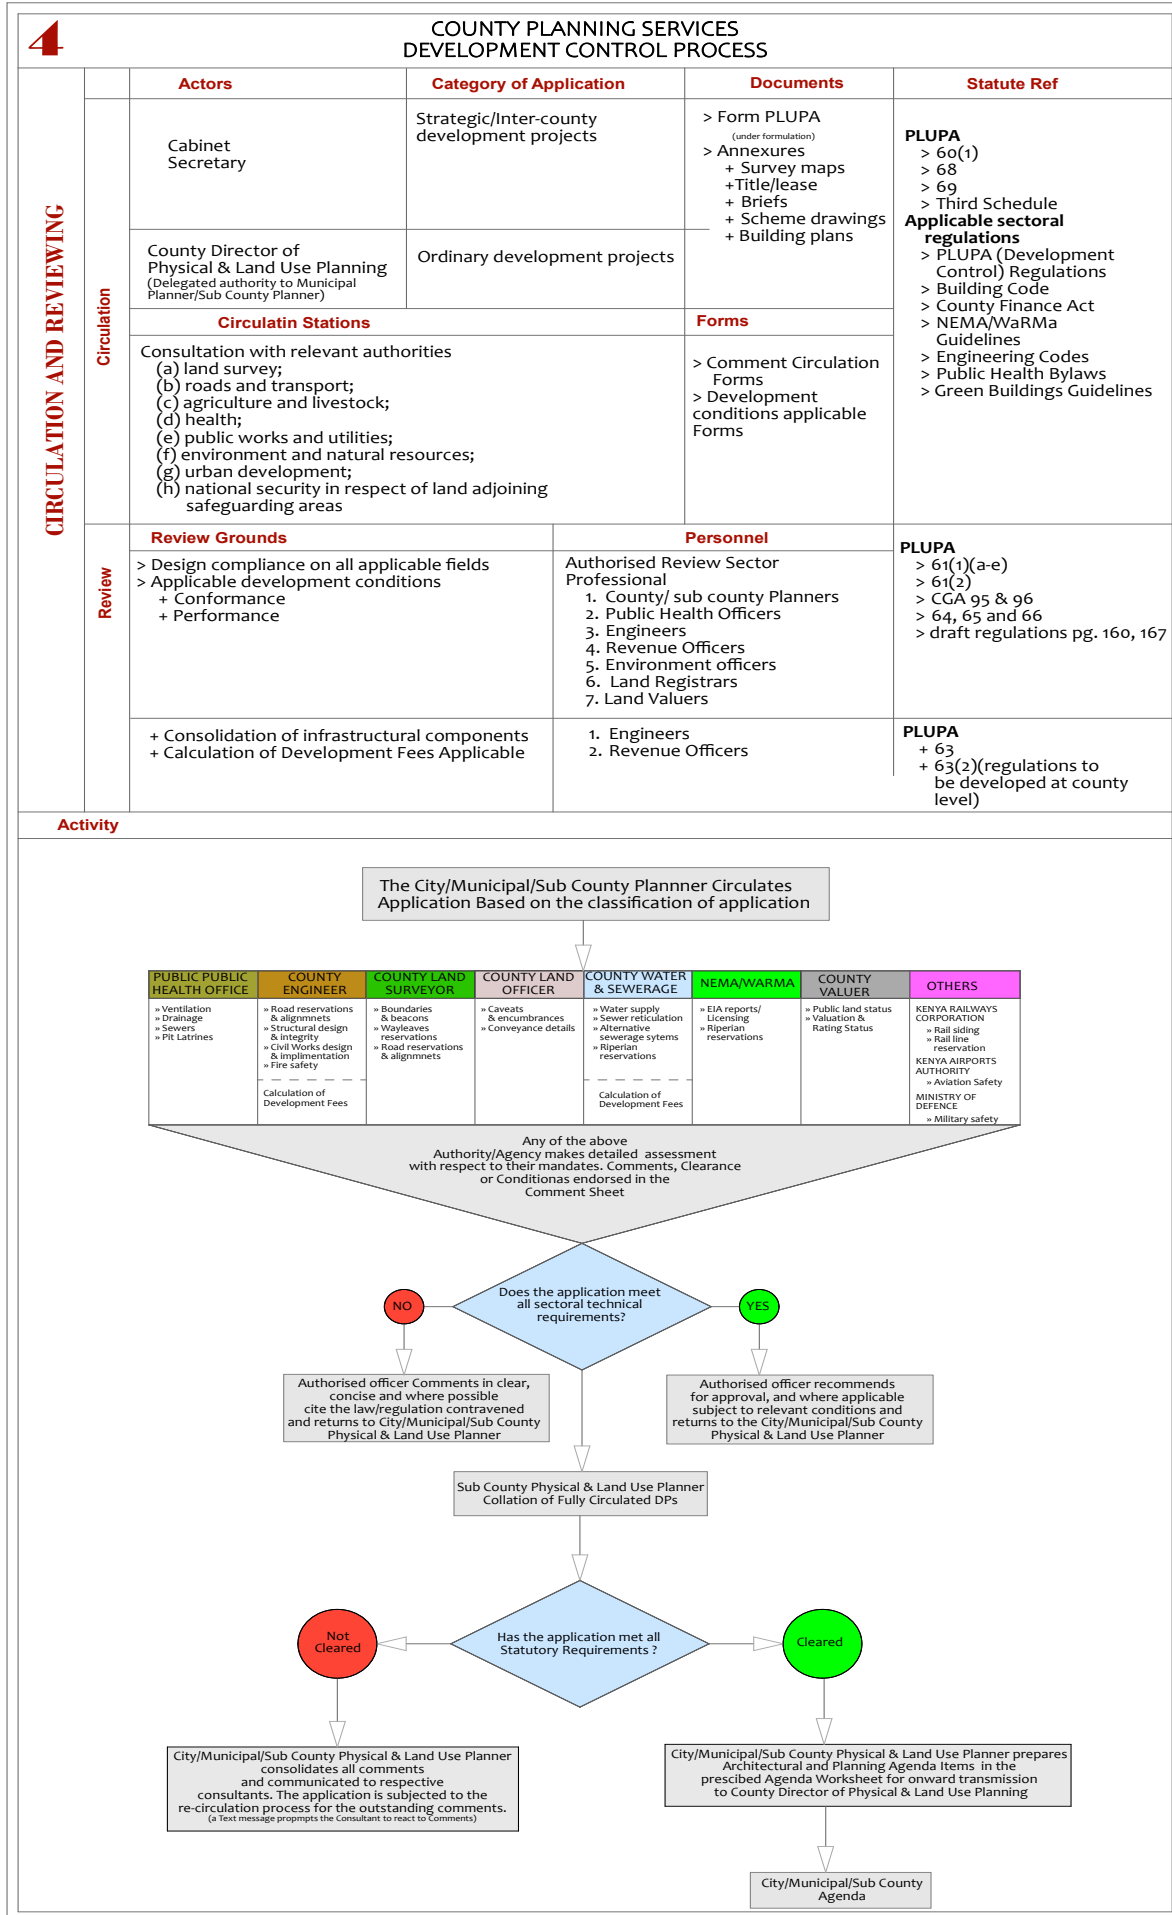 4
COUNTY PLANNING SERVICES
DEVELOPMENT CONTROL PROCESS
CIRCULATION AND REVIEWING
Circulation
Actors
Category of Application
Documents
Statute Ref
Cabinet
Secretary
Strategic/Inter-county
development projects
> Form PLUPA
(under formulation)
> Annexures
+ Survey maps
+Title/lease
+ Briefs
+ Scheme drawings
+ Building plans
PLUPA
> 60(1)
> 68
> 69
> Third Schedule
Applicable sectoral
regulations
> PLUPA (Development
Control) Regulations
> Building Code
> County Finance Act
> NEMA/WaRMa
Guidelines
> Engineering Codes
> Public Health Bylaws
> Green Buildings Guidelines
County Director of
Physical & Land Use Planning
(Delegated authority to Municipal
Planner/Sub County Planner)
Ordinary development projects
Circulatin Stations
Forms
Consultation with relevant authorities
(a) land survey;
(b) roads and transport;
(c) agriculture and livestock;
(d) health;
(e) public works and utilities;
(f) environment and natural resources;
(g) urban development;
(h) national security in respect of land adjoining
safeguarding areas
> Comment Circulation
Forms
> Development
conditions applicable
Forms
Review
Review Grounds
Personnel
> Design compliance on all applicable fields
> Applicable development conditions
+ Conformance
+ Performance
Authorised Review Sector
Professional
1. County/ sub county Planners
2. Public Health Officers
3. Engineers
4. Revenue Officers
5. Environment officers
6. Land Registrars
7. Land Valuers
PLUPA
> 61(1)(a-e)
> 61(2)
> CGA 95 & 96
> 64, 65 and 66
> draft regulations pg. 160, 167
+ Consolidation of infrastructural components
+ Calculation of Development Fees Applicable
1. Engineers
2. Revenue Officers
PLUPA
+ 63
+ 63(2)(regulations to
be developed at county
level)
Activity
The City/Municipal/Sub County Plannner Circulates
Application Based on the classification of application
PUBLIC PUBLIC
HEALTH OFFICE
» Ventilation
» Drainage
» Sewers
» Pit Latrines
COUNTY
ENGINEER
» Road reservations
& alignmnets
» Structural design
& integrity
» Civil Works design
& implimentation
» Fire safety
Calculation of
Development Fees
COUNTY LAND
SURVEYOR
» Boundaries
& beacons
» Wayleaves
reservations
» Road reservations
& alignmnets
COUNTY LAND
OFFICER
» Caveats
& encumbrances
» Conveyance details
COUNTY WATER
& SEWERAGE
» Water supply
» Sewer reticulation
» Alternative
sewerage sytems
» Riperian
reservations
Calculation of
Development Fees
NEMA/WARMA
» EIA reports/
Licensing
» Riperian
reservations
COUNTY
VALUER
» Public land status
» Valuation &
Rating Status
OTHERS
KENYA RAILWAYS
CORPORATION
» Rail siding
» Rail line
reservation
KENYA AIRPORTS
AUTHORITY
» Aviation Safety
MINISTRY OF
DEFENCE
» Military safety
Any of the above
Authority/Agency makes detailed assessment
with respect to their mandates. Comments, Clearance
or Conditionas endorsed in the
Comment Sheet
Does the application meet
all sectoral technical
requirements?
NO
YES
Authorised officer Comments in clear,
concise and where possible
cite the law/regulation contravened
and returns to City/Municipal/Sub County
Physical & Land Use Planner
Authorised officer recommends
for approval, and where applicable
subject to relevant conditions and
returns to the City/Municipal/Sub County
Physical & Land Use Planner
Sub County Physical & Land Use Planner
Collation of Fully Circulated DPs
Has the application met all
Statutory Requirements ?
Not
Cleared
Cleared
City/Municipal/Sub County Physical & Land Use Planner
consolidates all comments
and communicated to respective
consultants. The application is subjected to the
re-circulation process for the outstanding comments.
(a Text message propmpts the Consultant to react to Comments)
City/Municipal/Sub County Physical & Land Use Planner prepares
Architectural and Planning Agenda Items in the
prescibed Agenda Worksheet for onward transmission
to County Director of Physical & Land Use Planning
City/Municipal/Sub County
Agenda